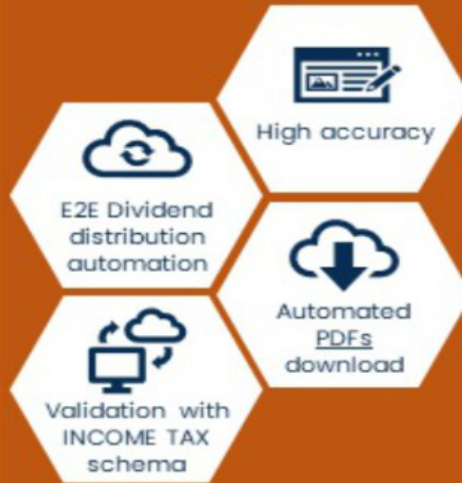 High accuracy
E2E Dividend
distribution
automation
Automated
PDFs
download
Validation with
INCOME TAX
schema